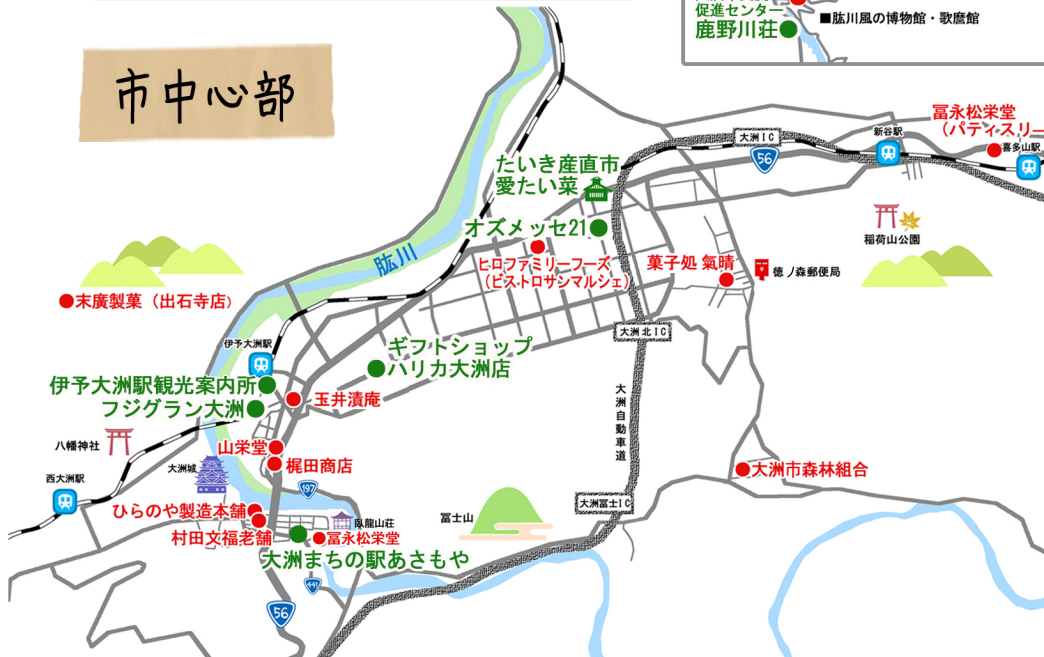 促進センター
鹿野川荘
■肱川風の博物館・歌麿館
市中心部
冨永松栄堂
（パティスリー
喜多山駅
新谷駅
大洲IC
56
たいき産直市
愛たい菜
オズメッセ21
ヒロファミリーフーズ
（ビストロサンマルシェ）
菓子処 氣晴
徳ノ森郵便局
稲荷山公園
肱川
末廣製菓（出石寺店）
大洲北IC
伊予大洲駅
ギフトショップ
ハリカ大洲店
伊予大洲駅観光案内所
フジグラン大洲
玉井漬庵
大洲自動車道
八幡神社
山栄堂
梶田商店
大洲城
西大洲駅
197
大洲市森林組合
ひらのや製造本舗
村田文福老舗
臥龍山荘
冨永松栄堂
冨士山
大洲冨士IC
大洲まちの駅あさもや
441
56